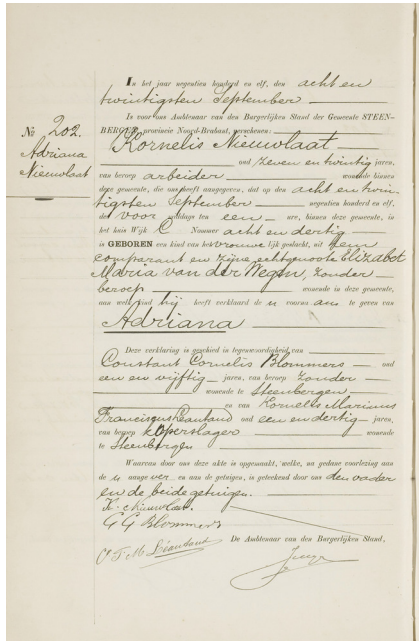 No 202.
Adriana
Nieuwlaat
In het jaar negentien honderd en elf, den acht en
twintigsten September
Is voor ons Ambtenaar van den Burgerlijken Stand der Gemeente STEEN-
BERGEN, provincie Noord-Brabant, verschenen:
Kornelis Nieuwlaat
oud zeven en twintig jaren,
van beroep arbeider wonende binnen
deze gemeente, die ons heeft aangegeven, dat op den acht en twin-
tigsten September negentien honderd en elf,
des voor middags ten een ure, binnen deze gemeente, in
het huis Wijk C Nommer acht en dertig
is GEBOREN een kind van het vrouwelijk geslacht, uit hem
comparant en zijne echtgenoote Elizabet
Maria van der Wegen, zonder
beroep wonende in deze gemeente,
aan welk kind hij heeft verklaard de voornaam te geven van
Adriana
Deze verklaring is geschied in tegenwoordigheid van
Constant Cornelis Blommers oud
een en vijftig jaren, van beroep zonder
wonende te Steenbergen
en van Kornelis Marinus
Franciscus Léantaud oud een en dertig jaren,
van beroep koperslager wonende
te Steenbergen
Waarvan door ons deze akte is opgemaakt, welke, na gedane voorlezing aan
de aangever en aan de getuigen, is geteekend door ons den vader
en de beide getuigen.
K. Nieuwlaat.
Blommers
Léantaud
De Ambtenaar van den Burgerlijken Stand,